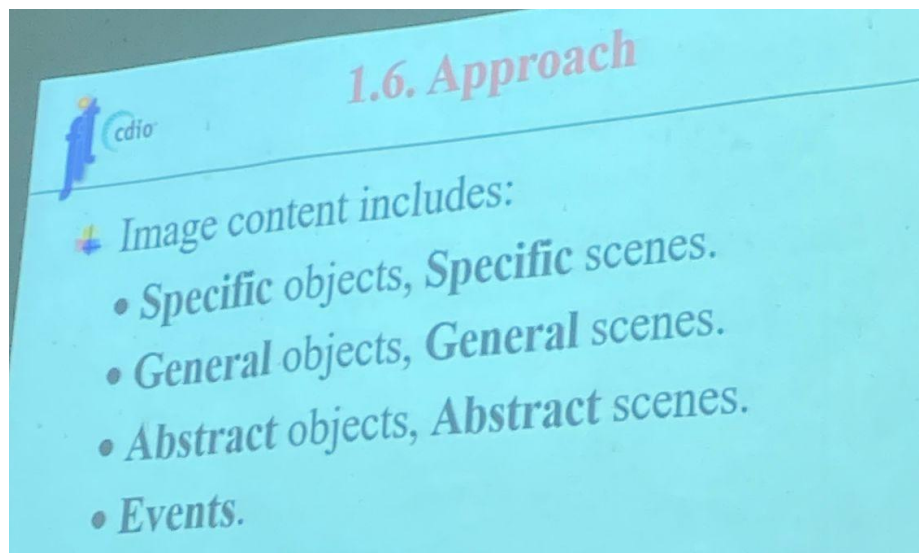 1.6. Approach
fit cdio
Image content includes:
• Specific objects, Specific scenes.
• General objects, General scenes.
• Abstract objects, Abstract scenes.
• Events.